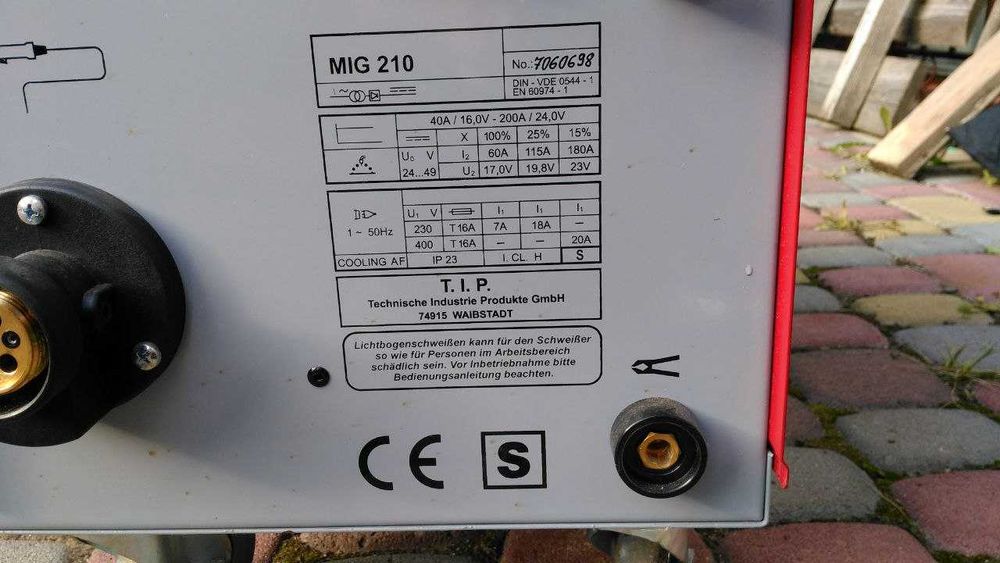 MIG 210
No.: 7060698
1 ~
DIN - VDE 0544 - 1
EN 60974 - 1
40A / 16,0V - 200A / 24,0V
X 100% 25% 15%
U₀ V I₂ 60A 115A 180A
24...49 U₂ 17,0V 19,8V 23V
U₁ V I₁ I₁ I₁
1 ~ 50Hz 230 T16A 7A 18A –
400 T16A – – 20A
COOLING AF IP 23 I. CL. H S
T. I. P.
Technische Industrie Produkte GmbH
74915 WAIBSTADT
Lichtbogenschweißen kann für den Schweißer
so wie für Personen im Arbeitsbereich
schädlich sein. Vor Inbetriebnahme bitte
Bedienungsanleitung beachten.
CE S